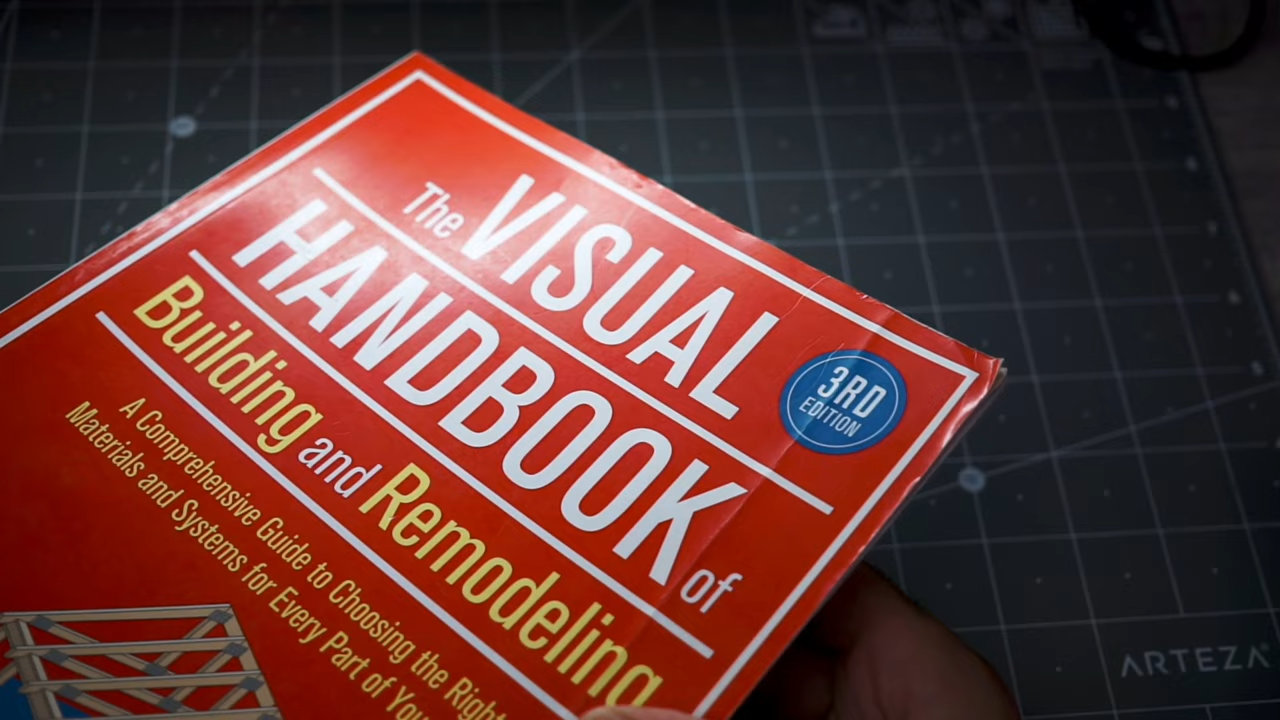 The VISUAL
HANDBOOK of
Building and Remodeling
A Comprehensive Guide to Choosing the Right
Materials and Systems for Every Part of
3RD
EDITION
ARTEZA